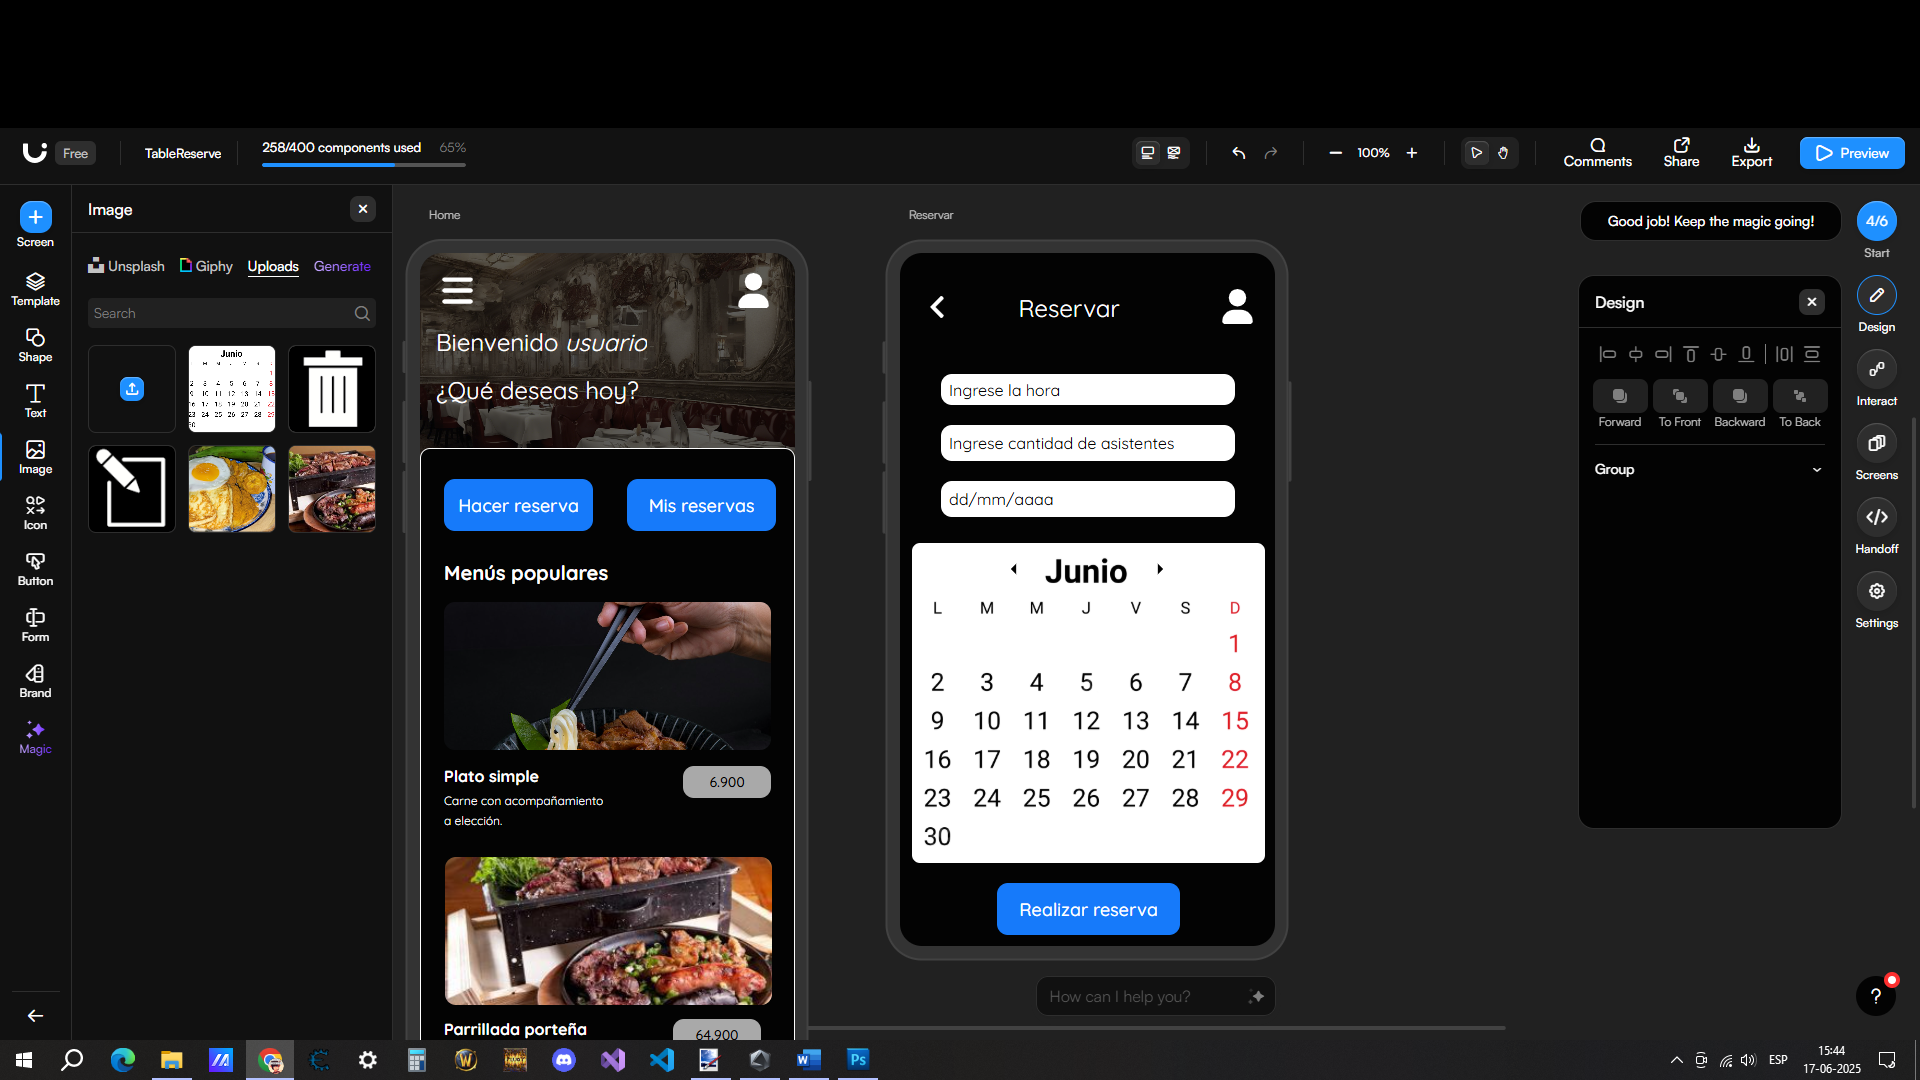 Free
TableReserve
258/400 components used 65%
100%
Comments
Share
Export
Preview
Screen
Template
Shape
Text
Image
Icon
Button
Form
Brand
Magic
Image
Unsplash Giphy Uploads Generate
Search
Junio
Home
Bienvenido usuario
¿Qué deseas hoy?
Hacer reserva
Mis reservas
Menús populares
Plato simple
6.900
Carne con acompañamiento
a elección.
Parrillada porteña
64.900
Reservar
Reservar
Ingrese la hora
Ingrese cantidad de asistentes
dd/mm/aaaa
Junio
L M M J V S D
1
2 3 4 5 6 7 8
9 10 11 12 13 14 15
16 17 18 19 20 21 22
23 24 25 26 27 28 29
30
Realizar reserva
How can I help you?
Good job! Keep the magic going!
4/6
Start
Design
Forward To Front Backward To Back
Group
Design
Interact
Screens
Handoff
Settings
?
W
Ps
ESP
15:44
17-06-2025